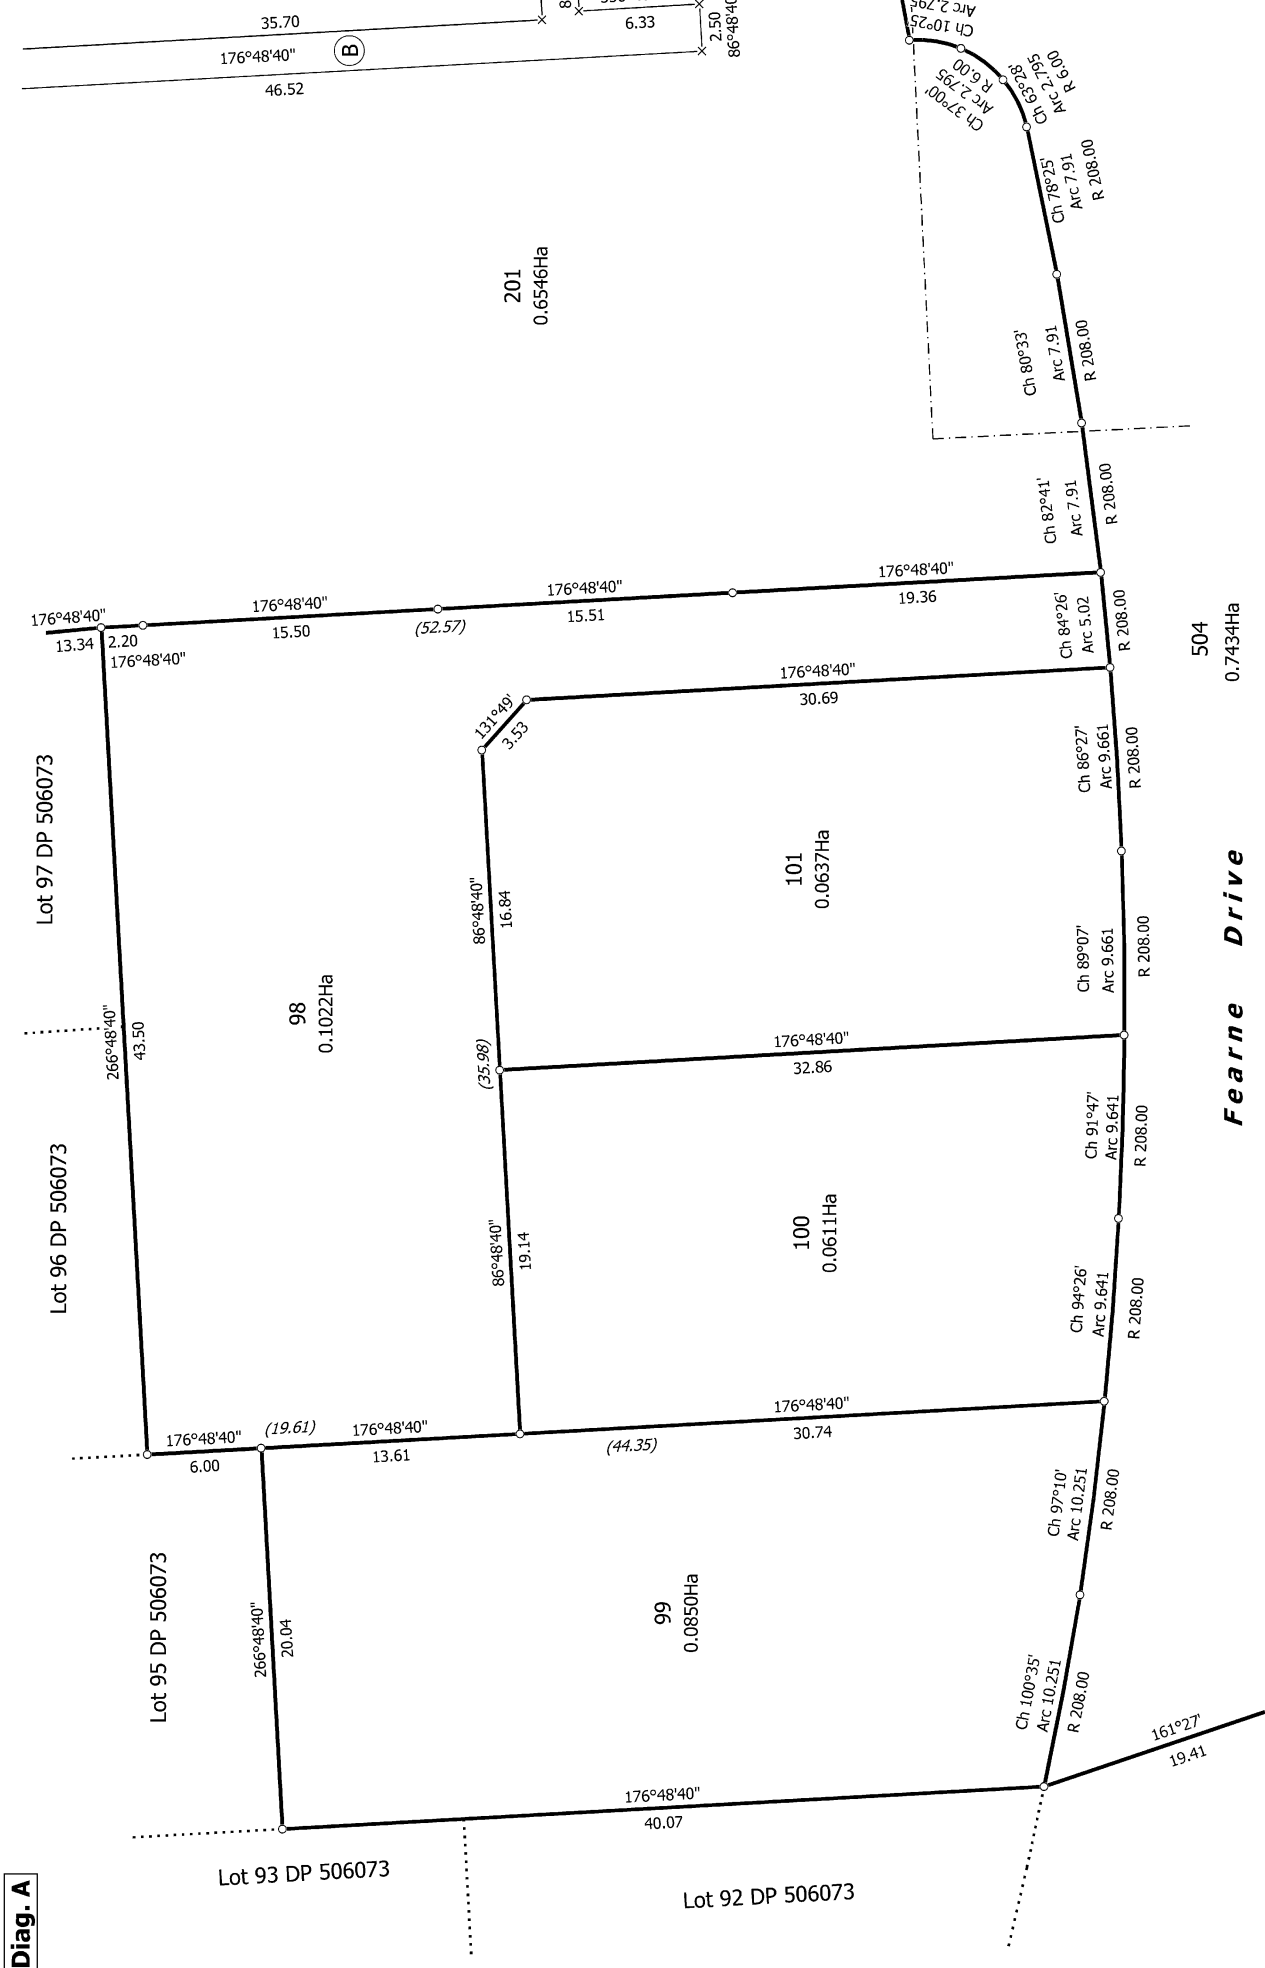 35.70
176°48'40"
B
46.52
6.33
2.50
86°48'40
Ch 10°25
Arc 2.795
Ch 37°00'
Arc 2.795
R 6.00
Ch 63°28'
Arc 2.795
R 6.00
Ch 78°25'
Arc 7.91
R 208.00
201
0.6546Ha
Ch 80°33'
Arc 7.91
R 208.00
Ch 82°41'
Arc 7.91
R 208.00
176°48'40"
13.34
2.20
176°48'40"
176°48'40"
15.50
(52.57)
176°48'40"
15.51
176°48'40"
19.36
Ch 84°26'
Arc 5.02
R 208.00
504
0.7434Ha
176°48'40"
30.69
131°49'
3.53
Lot 97 DP 506073
Ch 86°27'
Arc 9.661
R 208.00
101
0.0637Ha
86°48'40"
16.84
98
0.1022Ha
266°48'40"
43.50
Ch 89°07'
Arc 9.661
R 208.00
Fearne Drive
(35.98)
176°48'40"
32.86
Ch 91°47'
Arc 9.641
R 208.00
Lot 96 DP 506073
86°48'40"
19.14
100
0.0611Ha
Ch 94°26'
Arc 9.641
R 208.00
176°48'40"
6.00
(19.61)
176°48'40"
13.61
(44.35)
176°48'40"
30.74
Ch 97°10'
Arc 10.251
R 208.00
Lot 95 DP 506073
266°48'40"
20.04
99
0.0850Ha
Ch 100°35'
Arc 10.251
R 208.00
161°27'
19.41
176°48'40"
40.07
Lot 93 DP 506073
Lot 92 DP 506073
Diag. A